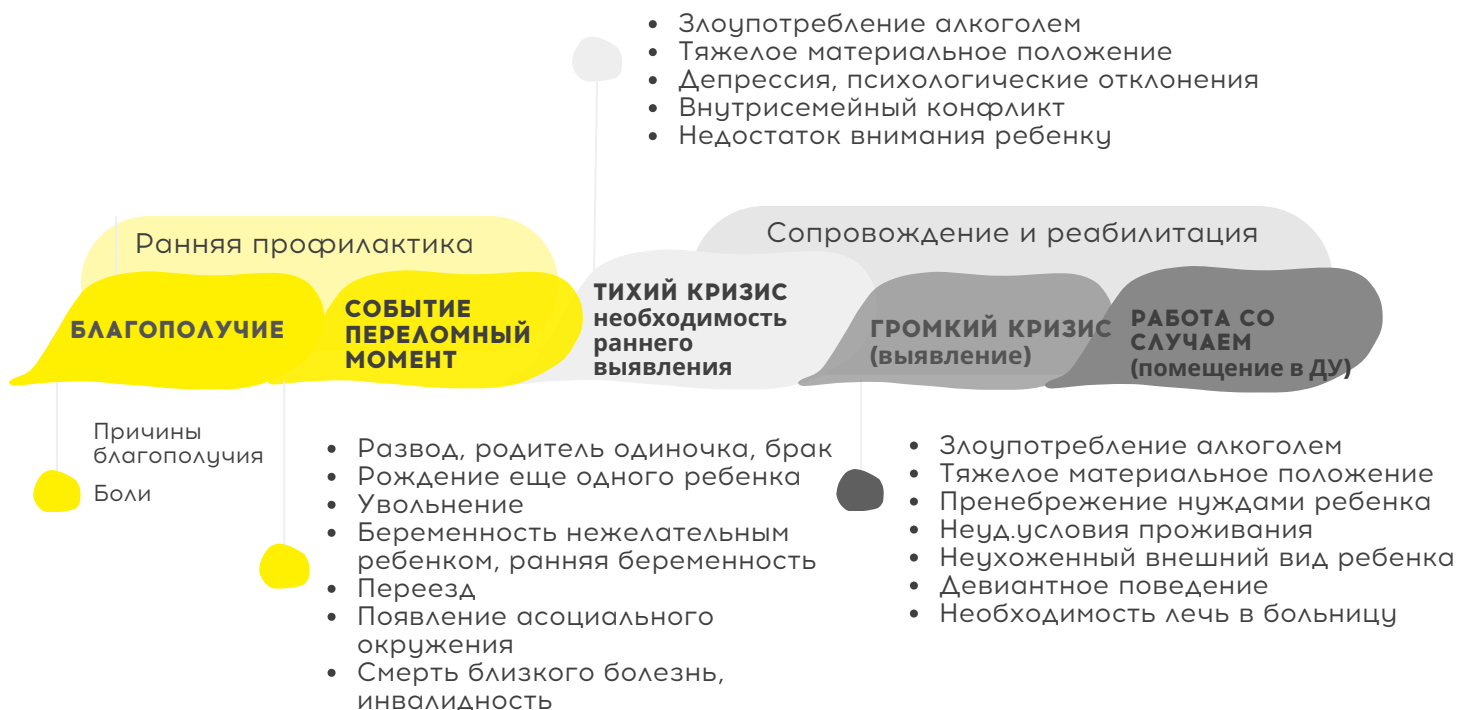 • Злоупотребление алкоголем
• Тяжелое материальное положение
• Депрессия, психологические отклонения
• Внутрисемейный конфликт
• Недостаток внимания ребенку
Ранняя профилактика
Сопровождение и реабилитация
БЛАГОПОЛУЧИЕ
СОБЫТИЕ
ПЕРЕЛОМНЫЙ
МОМЕНТ
ТИХИЙ КРИЗИС
необходимость
раннего
выявления
ГРОМКИЙ КРИЗИС
(выявление)
РАБОТА СО
СЛУЧАЕМ
(помещение в ДУ)
Причины
благополучия
Боли
• Развод, родитель одиночка, брак
• Рождение еще одного ребенка
• Увольнение
• Беременность нежелательным
ребенком, ранняя беременность
• Переезд
• Появление асоциального
окружения
• Смерть близкого болезнь,
инвалидность
• Злоупотребление алкоголем
• Тяжелое материальное положение
• Пренебрежение нуждами ребенка
• Неуд.условия проживания
• Неухоженный внешний вид ребенка
• Девиантное поведение
• Необходимость лечь в больницу